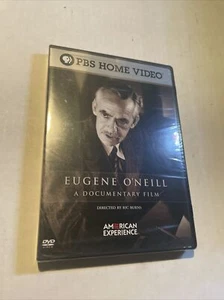 PBS HOME VIDEO
EUGENE O'NEILL
A DOCUMENTARY FILM
DIRECTED BY RIC BURNS
AMERICAN
EXPERIENCE
DVD